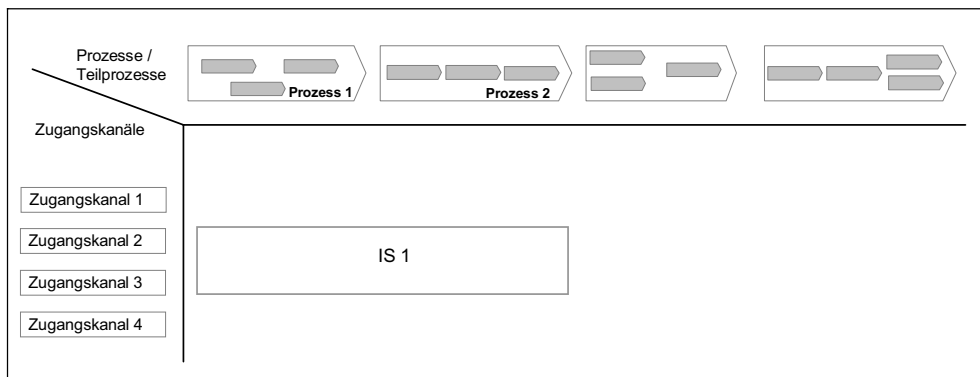 Prozesse /
Teilprozesse
Prozess 1
Prozess 2
Zugangskanäle
Zugangskanal 1
Zugangskanal 2
IS 1
Zugangskanal 3
Zugangskanal 4